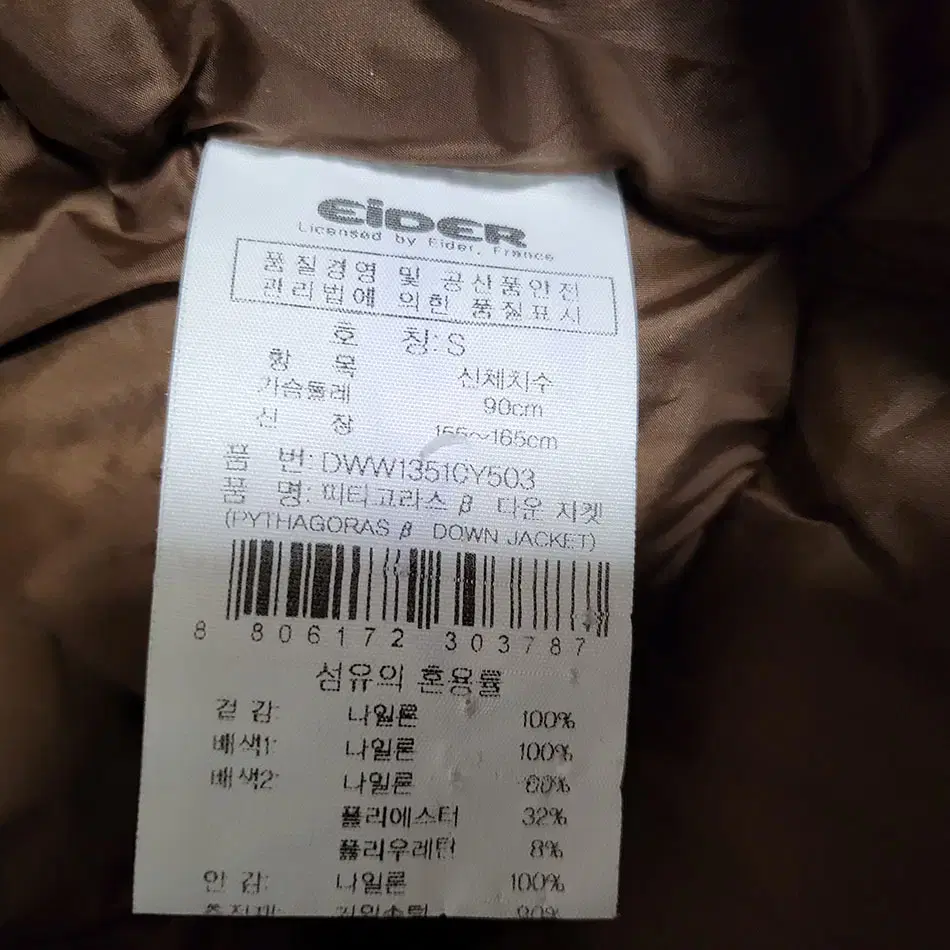 EiDER
Licensed by Eider, France
품질경영 및 공산품안전
관리법에 의한 품질표시
호 칭: S
항 목 신체치수
가슴둘레 90cm
신 장 155~165cm
품 번: DWW13510Y503
품 명: 피타고라스 β 다운 자켓
(PYTHAGORAS β DOWN JACKET)
8 806172 303787
섬유의 혼용률
겉 감: 나일론 100%
배색1: 나일론 100%
배색2: 나일론
폴리에스터 32%
폴리우레탄 8%
안 감: 나일론 100%
충전재: